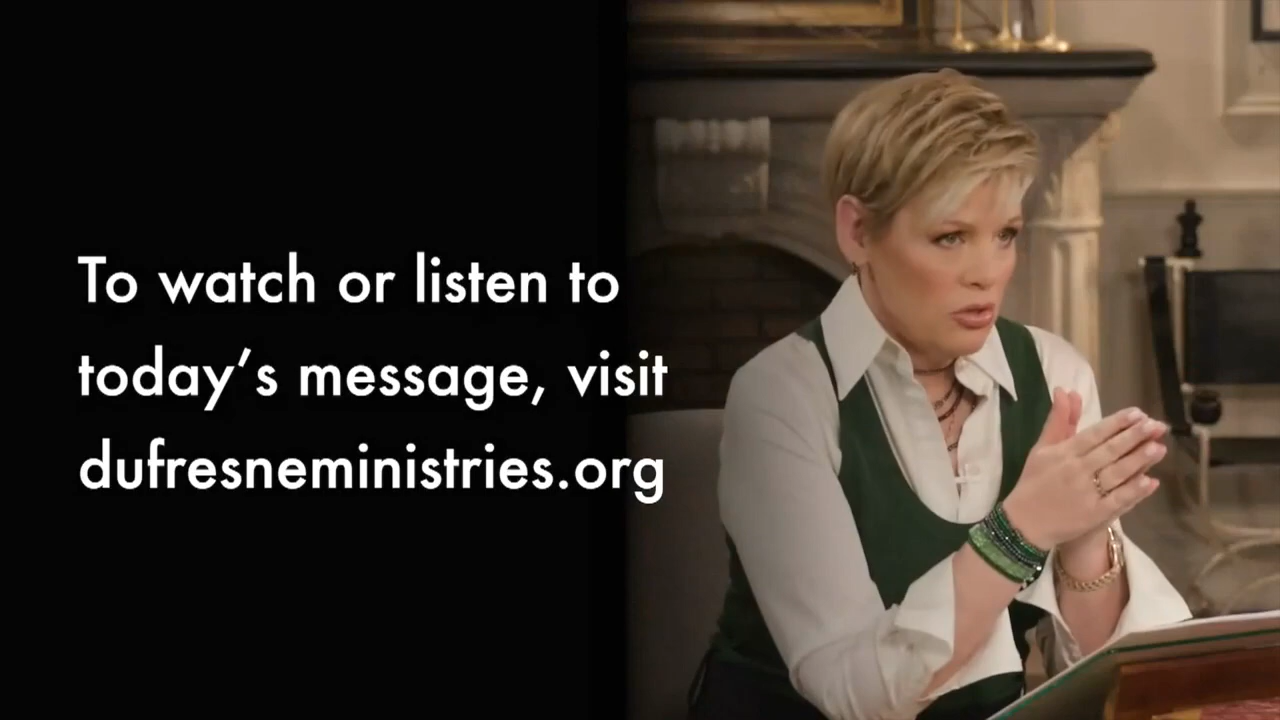 To watch or listen to
today's message, visit
dufresneministries.org